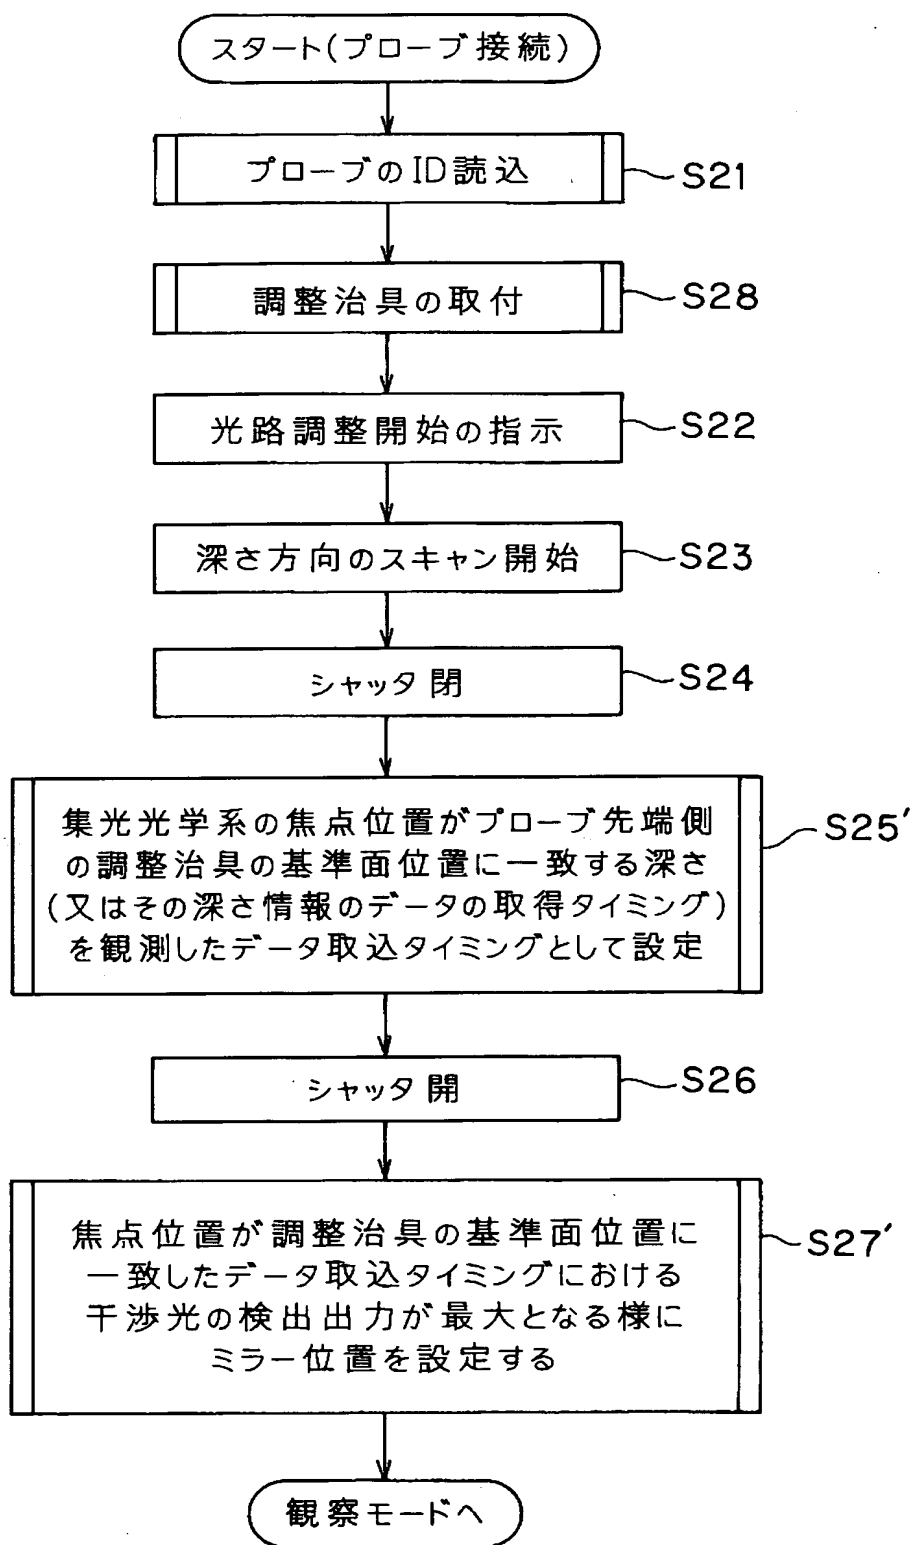 スタート(プローブ接続)
プローブのID読込
S21
調整治具の取付
S28
光路調整開始の指示
S22
深さ方向のスキャン開始
S23
シャッタ閉
S24
集光光学系の焦点位置がプローブ先端側
の調整治具の基準面位置に一致する深さ
(又はその深さ情報のデータの取得タイミング)
を観測したデータ取込タイミングとして設定
S25′
シャッタ開
S26
焦点位置が調整治具の基準面位置に
一致したデータ取込タイミングにおける
干渉光の検出出力が最大となる様に
ミラー位置を設定する
S27′
観察モードへ